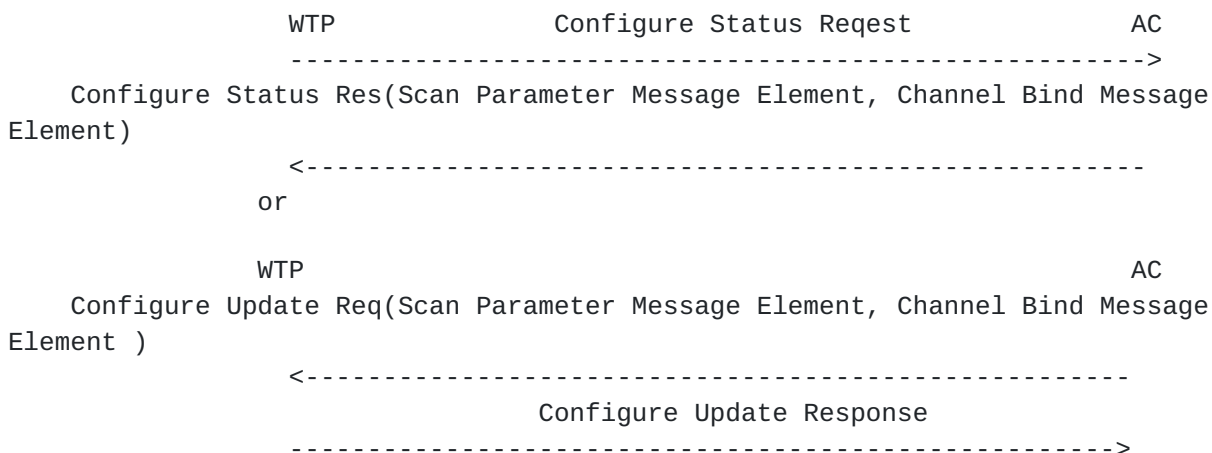 WTP Configure Status Reqest AC
------------------------------------------------------->
Configure Status Res(Scan Parameter Message Element, Channel Bind Message
Element)
<------------------------------------------------------
or
WTP AC
Configure Update Req(Scan Parameter Message Element, Channel Bind Message
Element )
<-----------------------------------------------------
Configure Update Response
----------------------------------------------------->